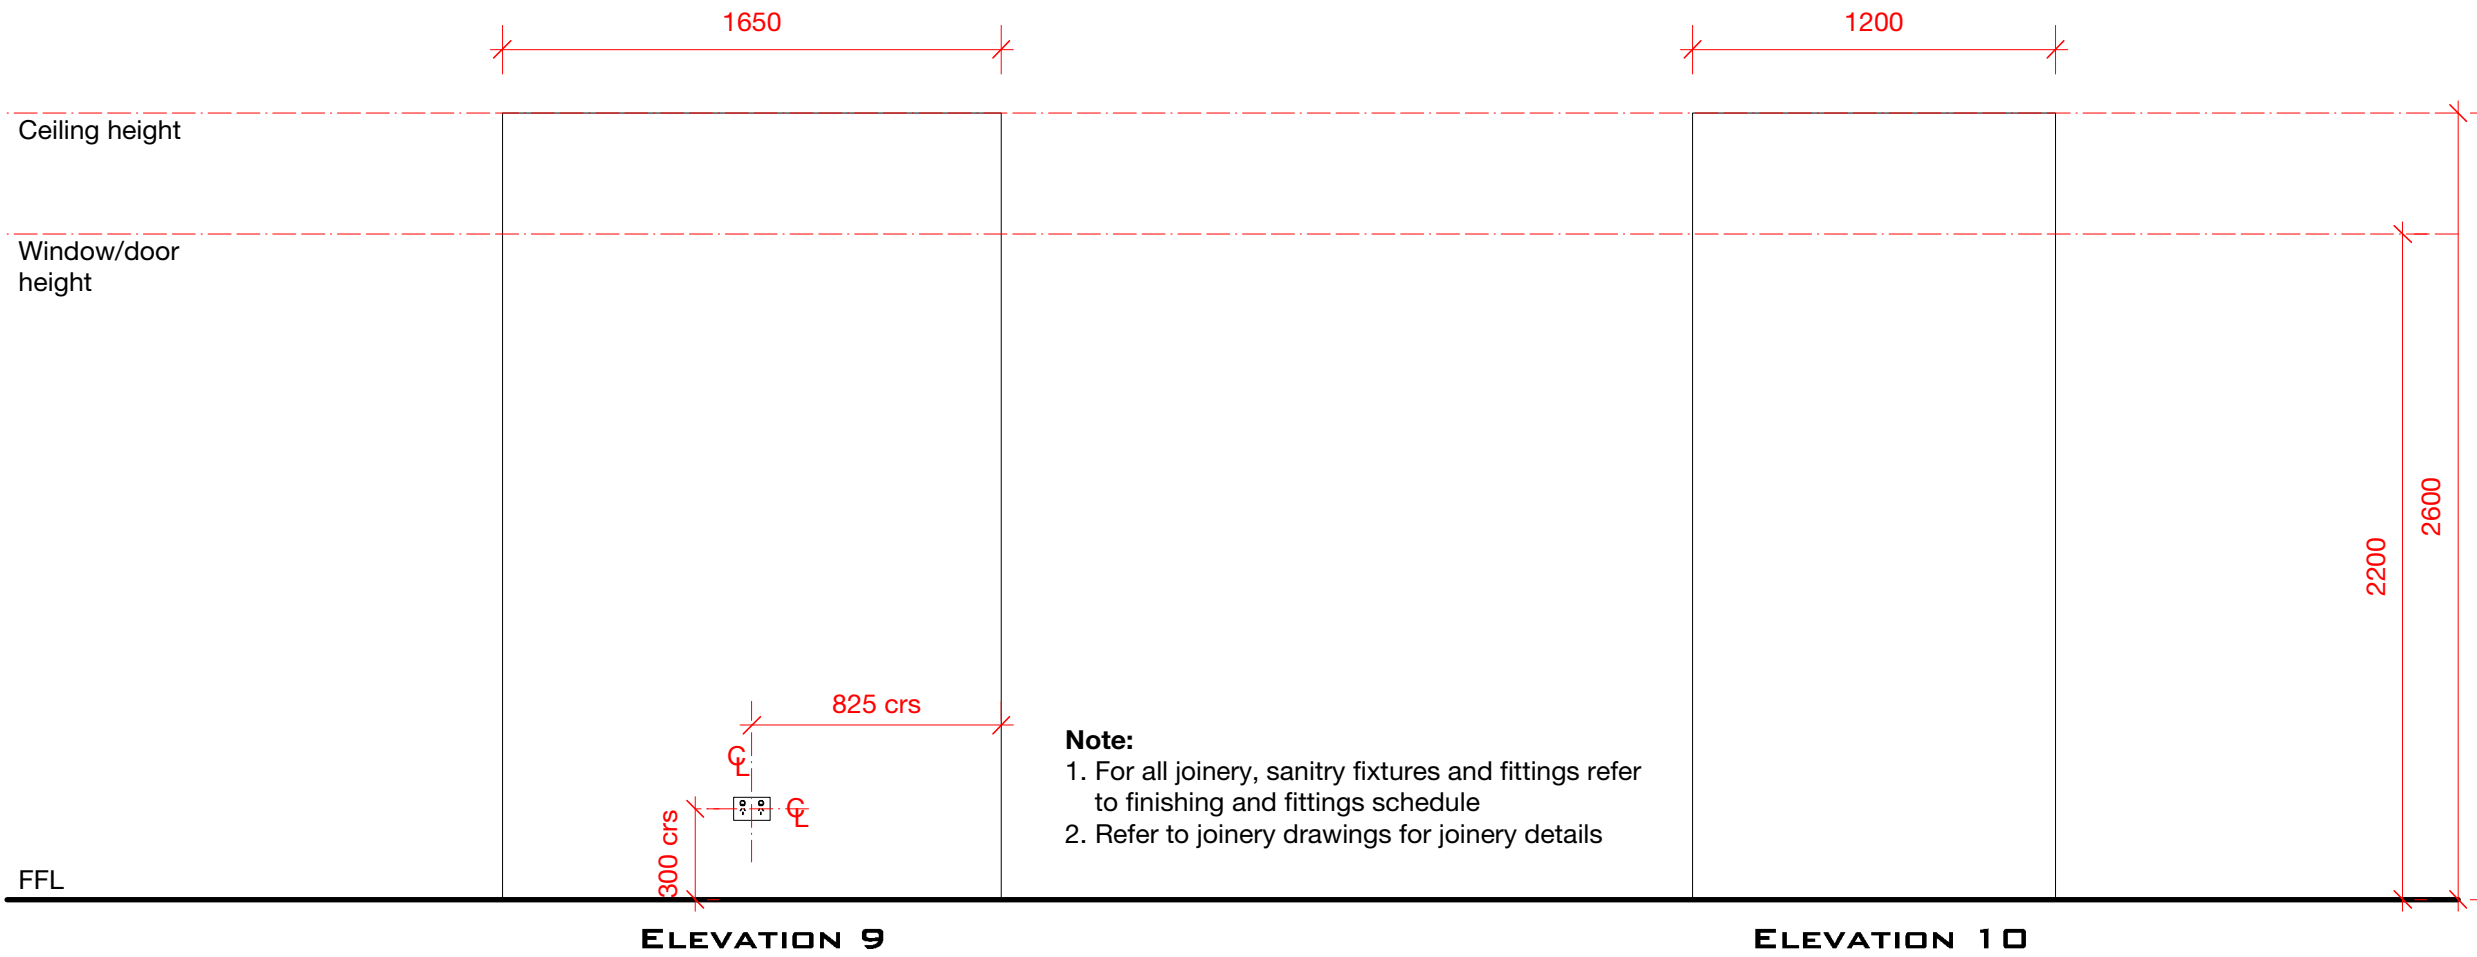 1650
1200
Ceiling height
Window/door
height
2600
2200
825 crs
℄
℄
300 crs
Note:
1. For all joinery, sanitry fixtures and fittings refer
to finishing and fittings schedule
2. Refer to joinery drawings for joinery details
FFL
ELEVATION 9
ELEVATION 10